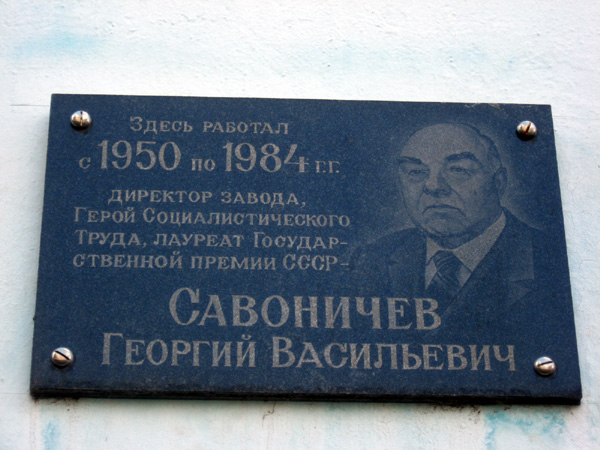 Здесь работал
с 1950 по 1984 г.г.
директор завода,
Герой Социалистического
Труда, лауреат Государ-
ственной премии СССР-
Савоничев
Георгий Васильевич